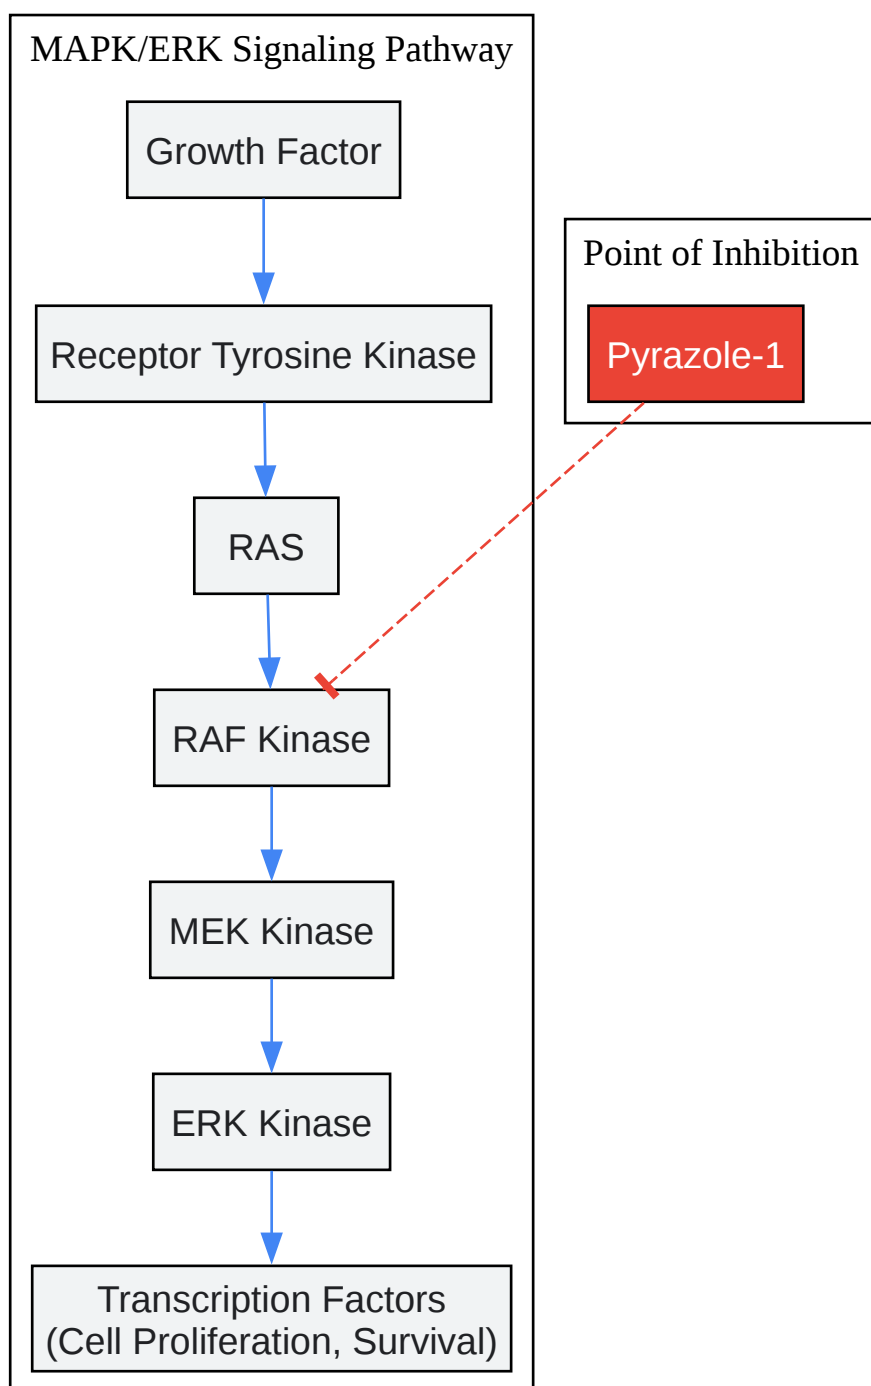 MAPK/ERK Signaling Pathway
Growth Factor
Point of Inhibition
Receptor Tyrosine Kinase
Pyrazole-1
RAS
RAF Kinase
MEK Kinase
ERK Kinase
Transcription Factors
(Cell Proliferation, Survival)